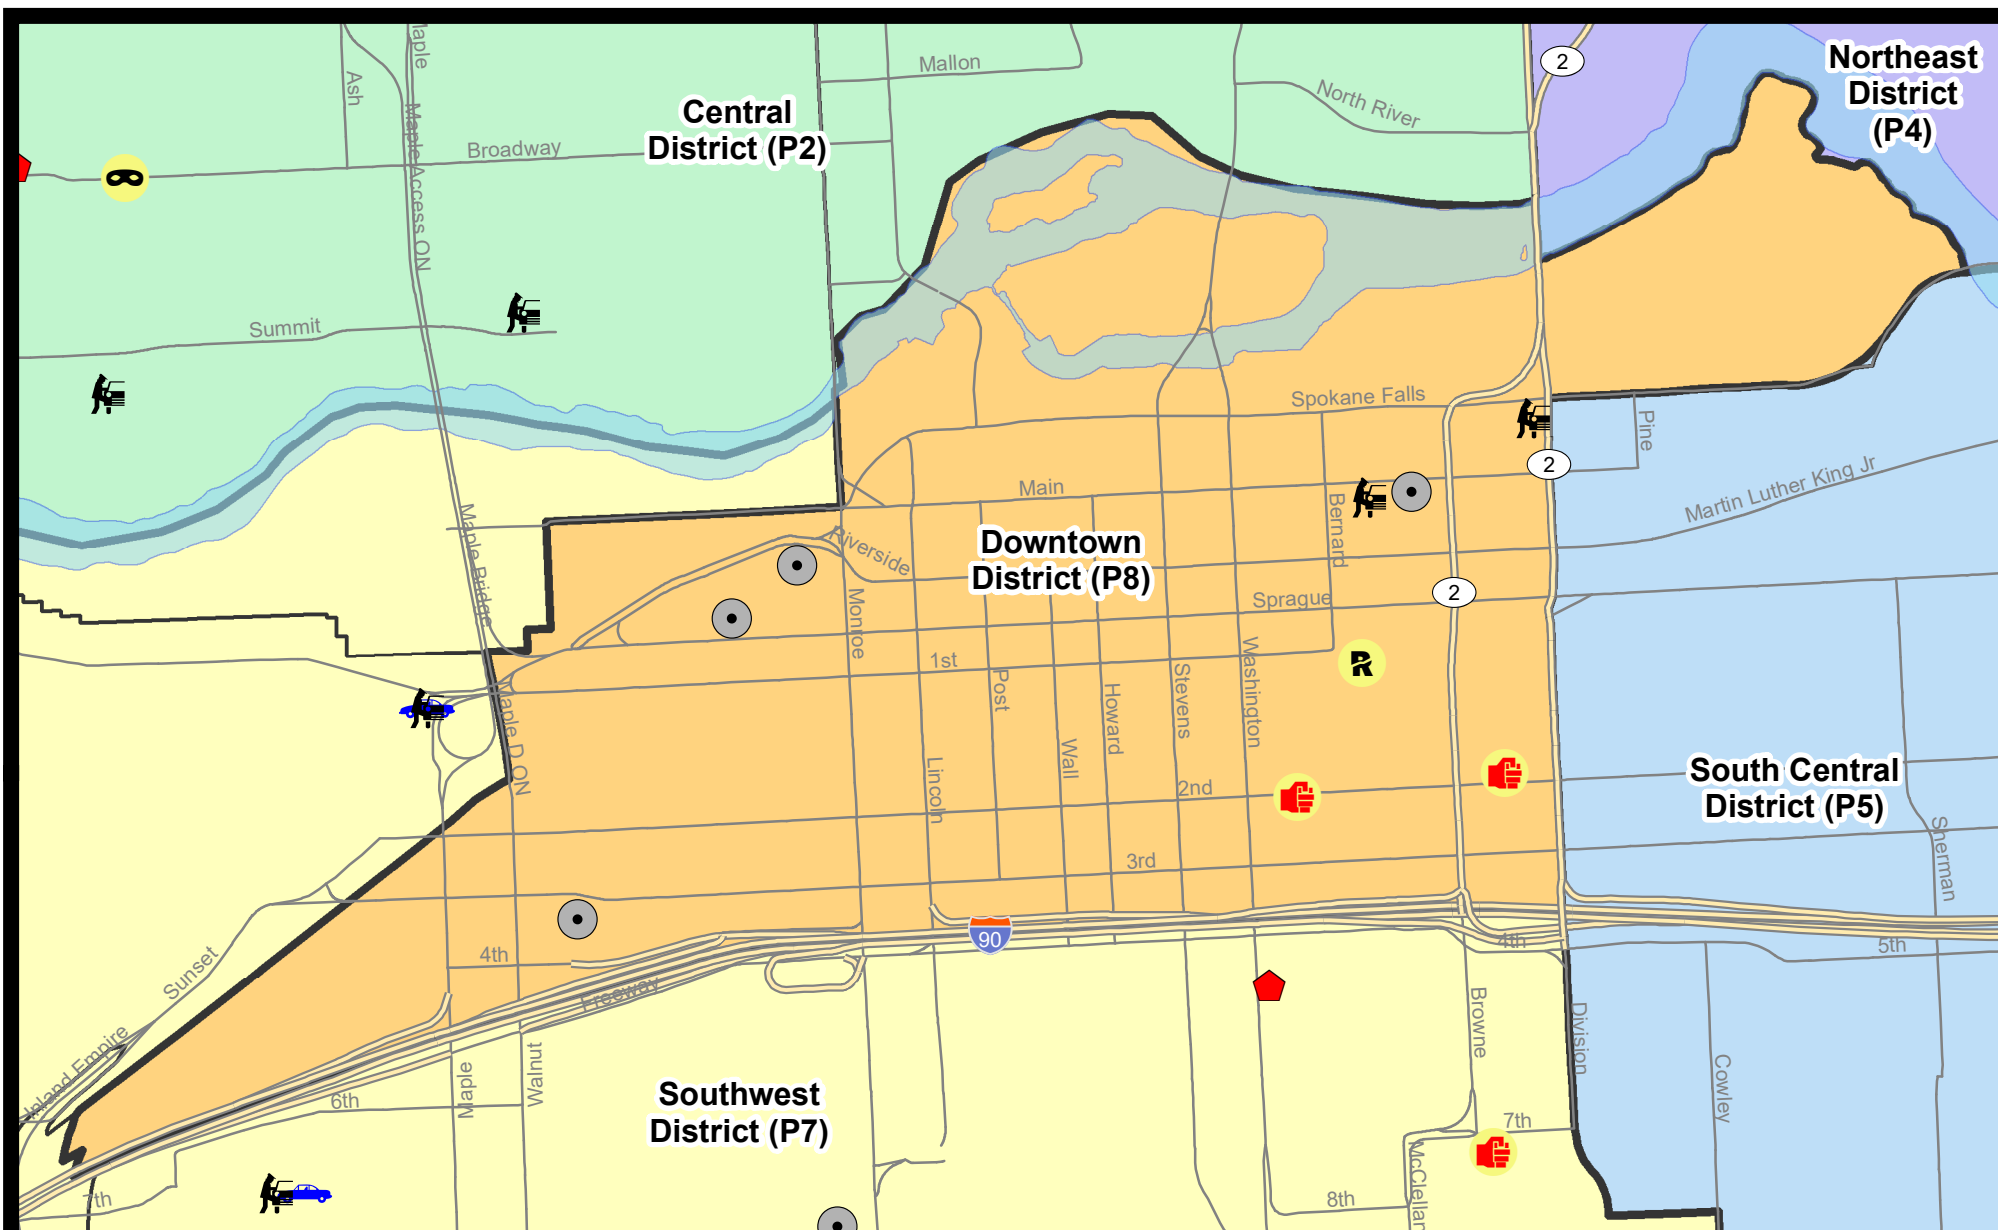 Maple
2
Northeast
District
(P4)
Mallon
Ash
North River
Central
District (P2)
Maple Access ON
Broadway
Summit
Spokane Falls
Pine
2
Martin Luther King Jr
Main
Bernard
Maple Bridge
Riverside
Downtown
District (P8)
Monroe
2
Sprague
1st
Post
Howard
Stevens
Washington
Maple D ON
Wall
Lincoln
2nd
South Central
District (P5)
Sherman
3rd
90
4th
4th
5th
Sunset
Freeway
Browne
Division
Inland Empire
Maple
Walnut
Cowley
6th
Southwest
District (P7)
7th
McClellan
7th
8th